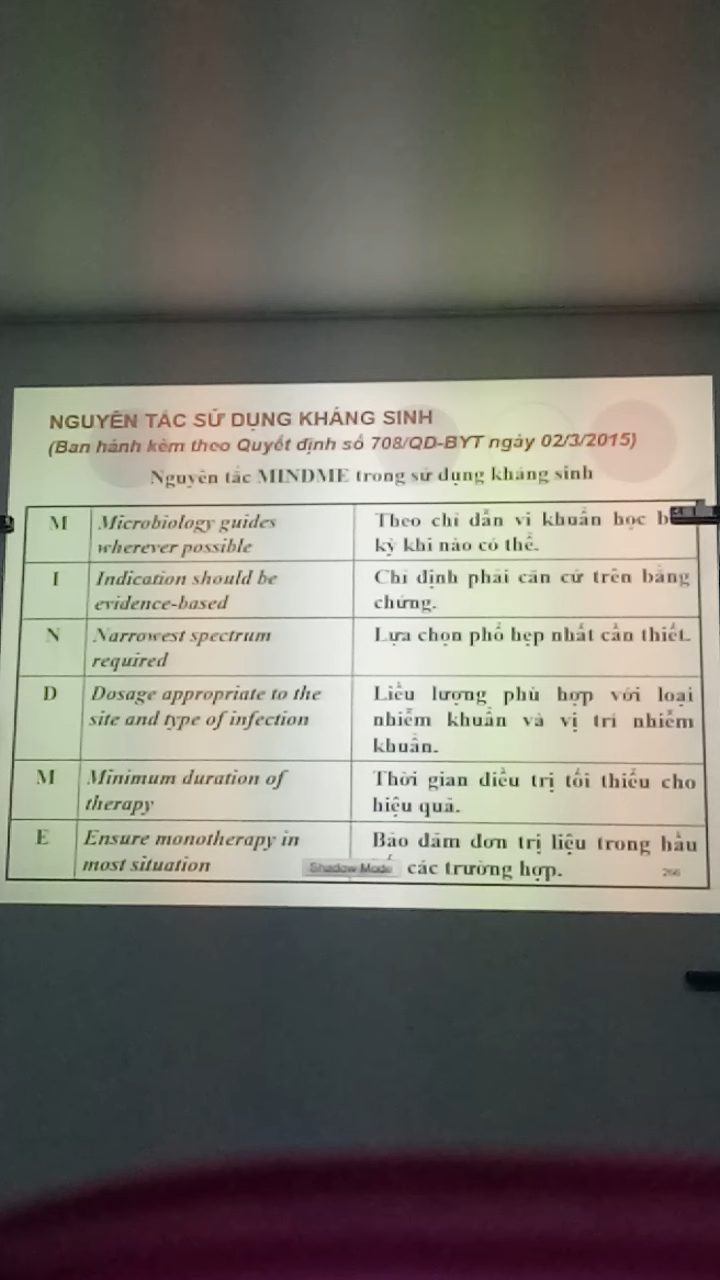 NGUYÊN TẮC SỬ DỤNG KHÁNG SINH
(Ban hành kèm theo Quyết định số 708/QD-BYT ngày 02/3/2015)
Nguyên tắc MINDME trong sử dụng kháng sinh
M Microbiology guides Theo chỉ dẫn vi khuẩn học
wherever possible kỳ khi nào có thể.
I Indication should be Chỉ định phải căn cứ trên bằng
evidence-based chứng.
N Narrowest spectrum Lựa chọn phổ hẹp nhất cần thiết.
required
D Dosage appropriate to the Liều lượng phù hợp với loại
site and type of infection nhiễm khuẩn và vị trí nhiễm
khuẩn.
M Minimum duration of Thời gian điều trị tối thiểu cho
therapy hiệu quả.
E Ensure monotherapy in Bảo đảm đơn trị liệu trong hầu
most situation Shadow Mode các trường hợp.